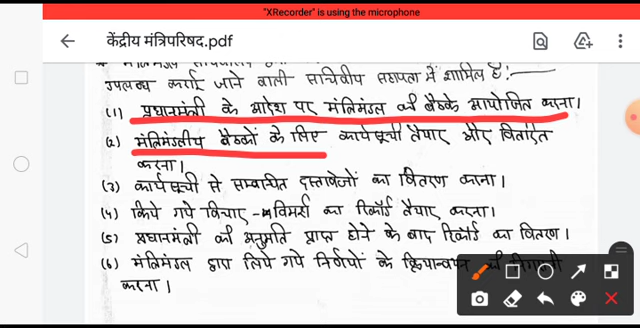 "XRecorder" is using the microphone
केंद्रीय मंत्रिपरिषद.pdf
उपलब्ध कराई जाने वाली सचिवीय सहायता में शामिल है:-
(1) प्रधानमंत्री के आदेश पर मंत्रिमंडल की बैठकें आयोजित करना।
(2) मंत्रिमंडलीय बैठकों के लिए कार्यसूची तैयार और वितरित
करना।
(3) कार्यसूची से सम्बन्धित दस्तावेजों का वितरण करना।
(4) किये गये विचार-विमर्श का रिकॉर्ड तैयार करना।
(5) प्रधानमंत्री की अनुमति प्राप्त होने के बाद रिकॉर्ड का वितरण।
(6) मंत्रिमंडल द्वारा लिये गये निर्णयों के क्रियान्वयन की
करना।